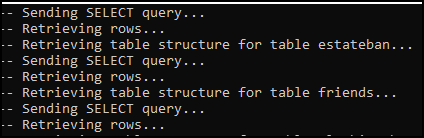 -- Sending SELECT query...
-- Retrieving rows...
-- Retrieving table structure for table estateban...
-- Sending SELECT query...
-- Retrieving rows...
-- Retrieving table structure for table friends...
-- Sending SELECT query...
-- Retrieving rows...